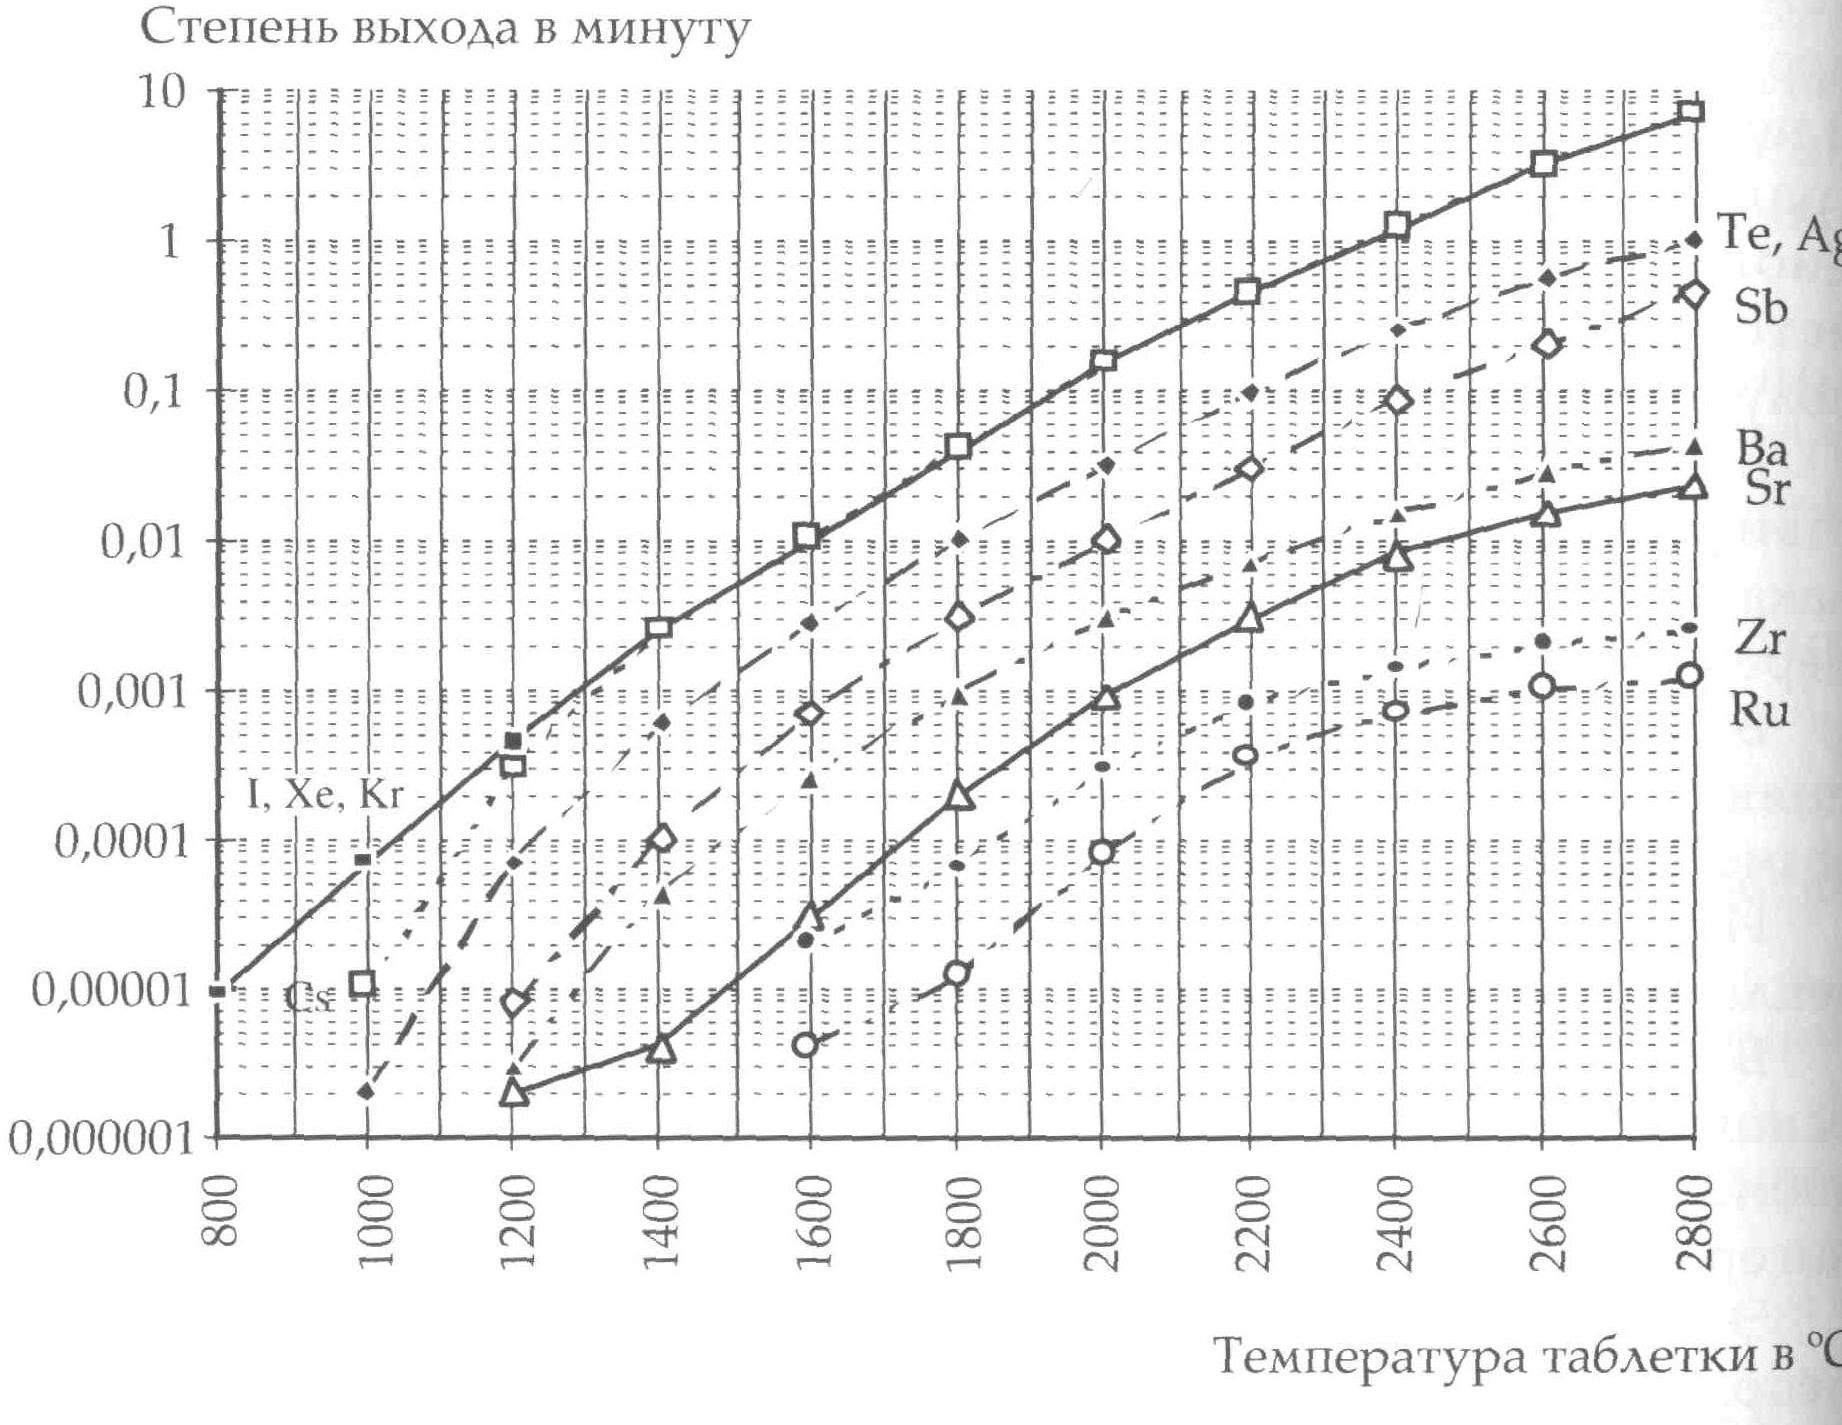 Степень выхода в минуту
10
1
0,1
0,01
0,001
0,0001
0,00001
0,000001
Te, Ag
Sb
Ba
Sr
Zr
Ru
I, Xe, Kr
Cs
800
1000
1200
1400
1600
1800
2000
2200
2400
2600
2800
Температура таблетки в °C